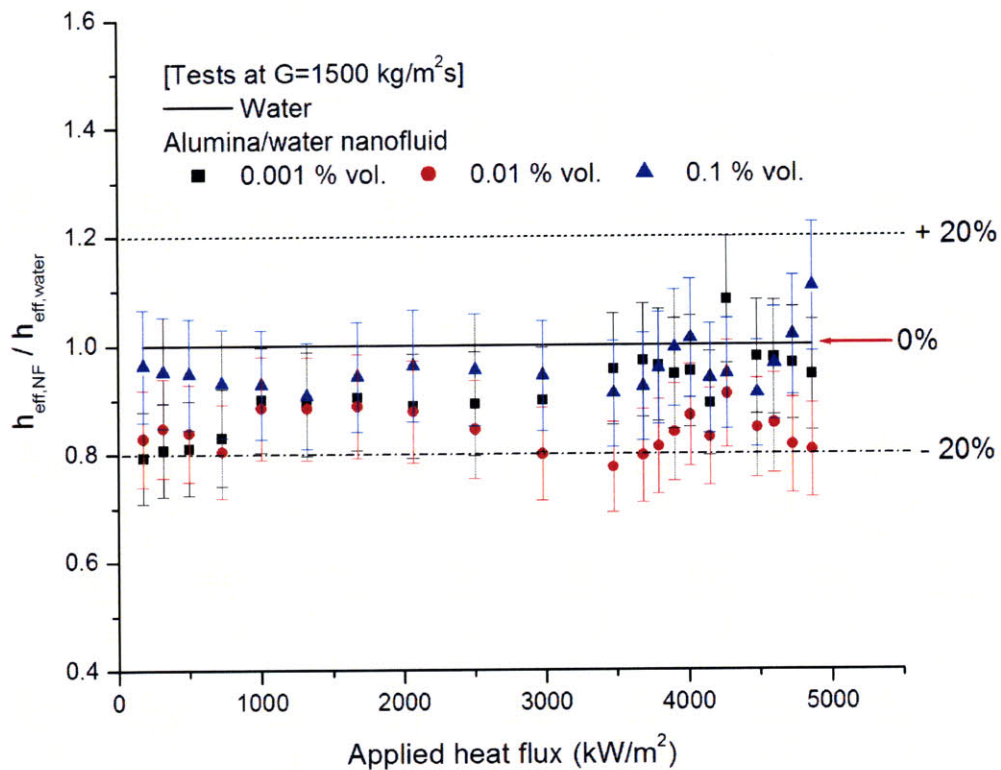 1.6
1.4
1.2
1.0
0.8
0.6
0.4
h_eff,NF / h_eff,water
[Tests at G=1500 kg/m²s]
Water
Alumina/water nanofluid
0.001 % vol. 0.01 % vol. 0.1 % vol.
+ 20%
0%
- 20%
0 1000 2000 3000 4000 5000
Applied heat flux (kW/m²)